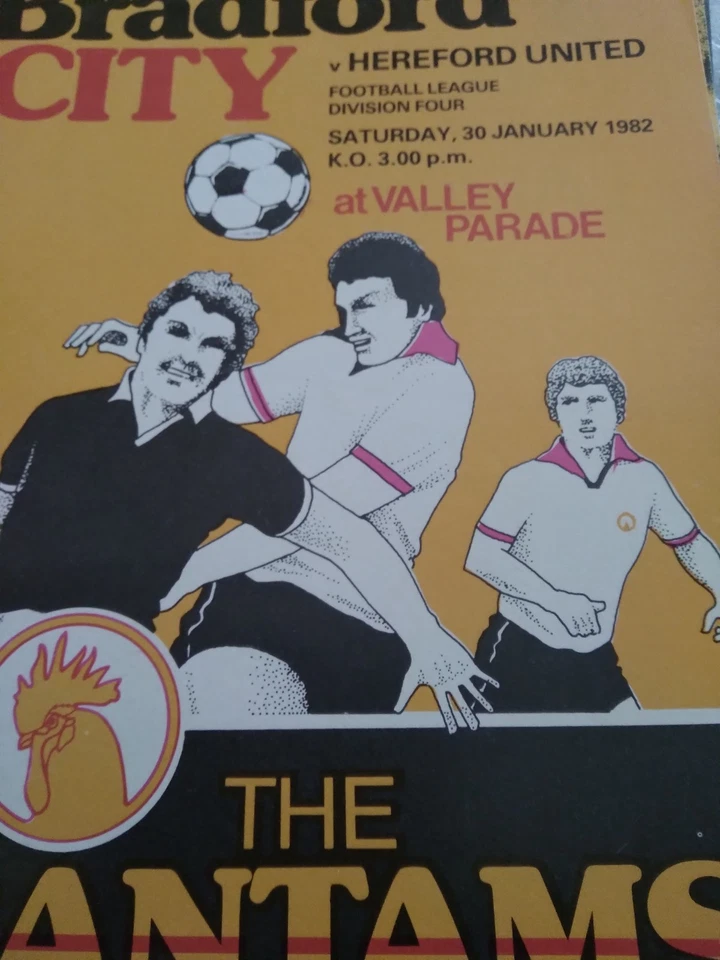 Bradford
CITY
v HEREFORD UNITED
FOOTBALL LEAGUE
DIVISION FOUR
SATURDAY, 30 JANUARY 1982
K.O. 3.00 p.m.
at VALLEY
PARADE
THE
ANTAMS